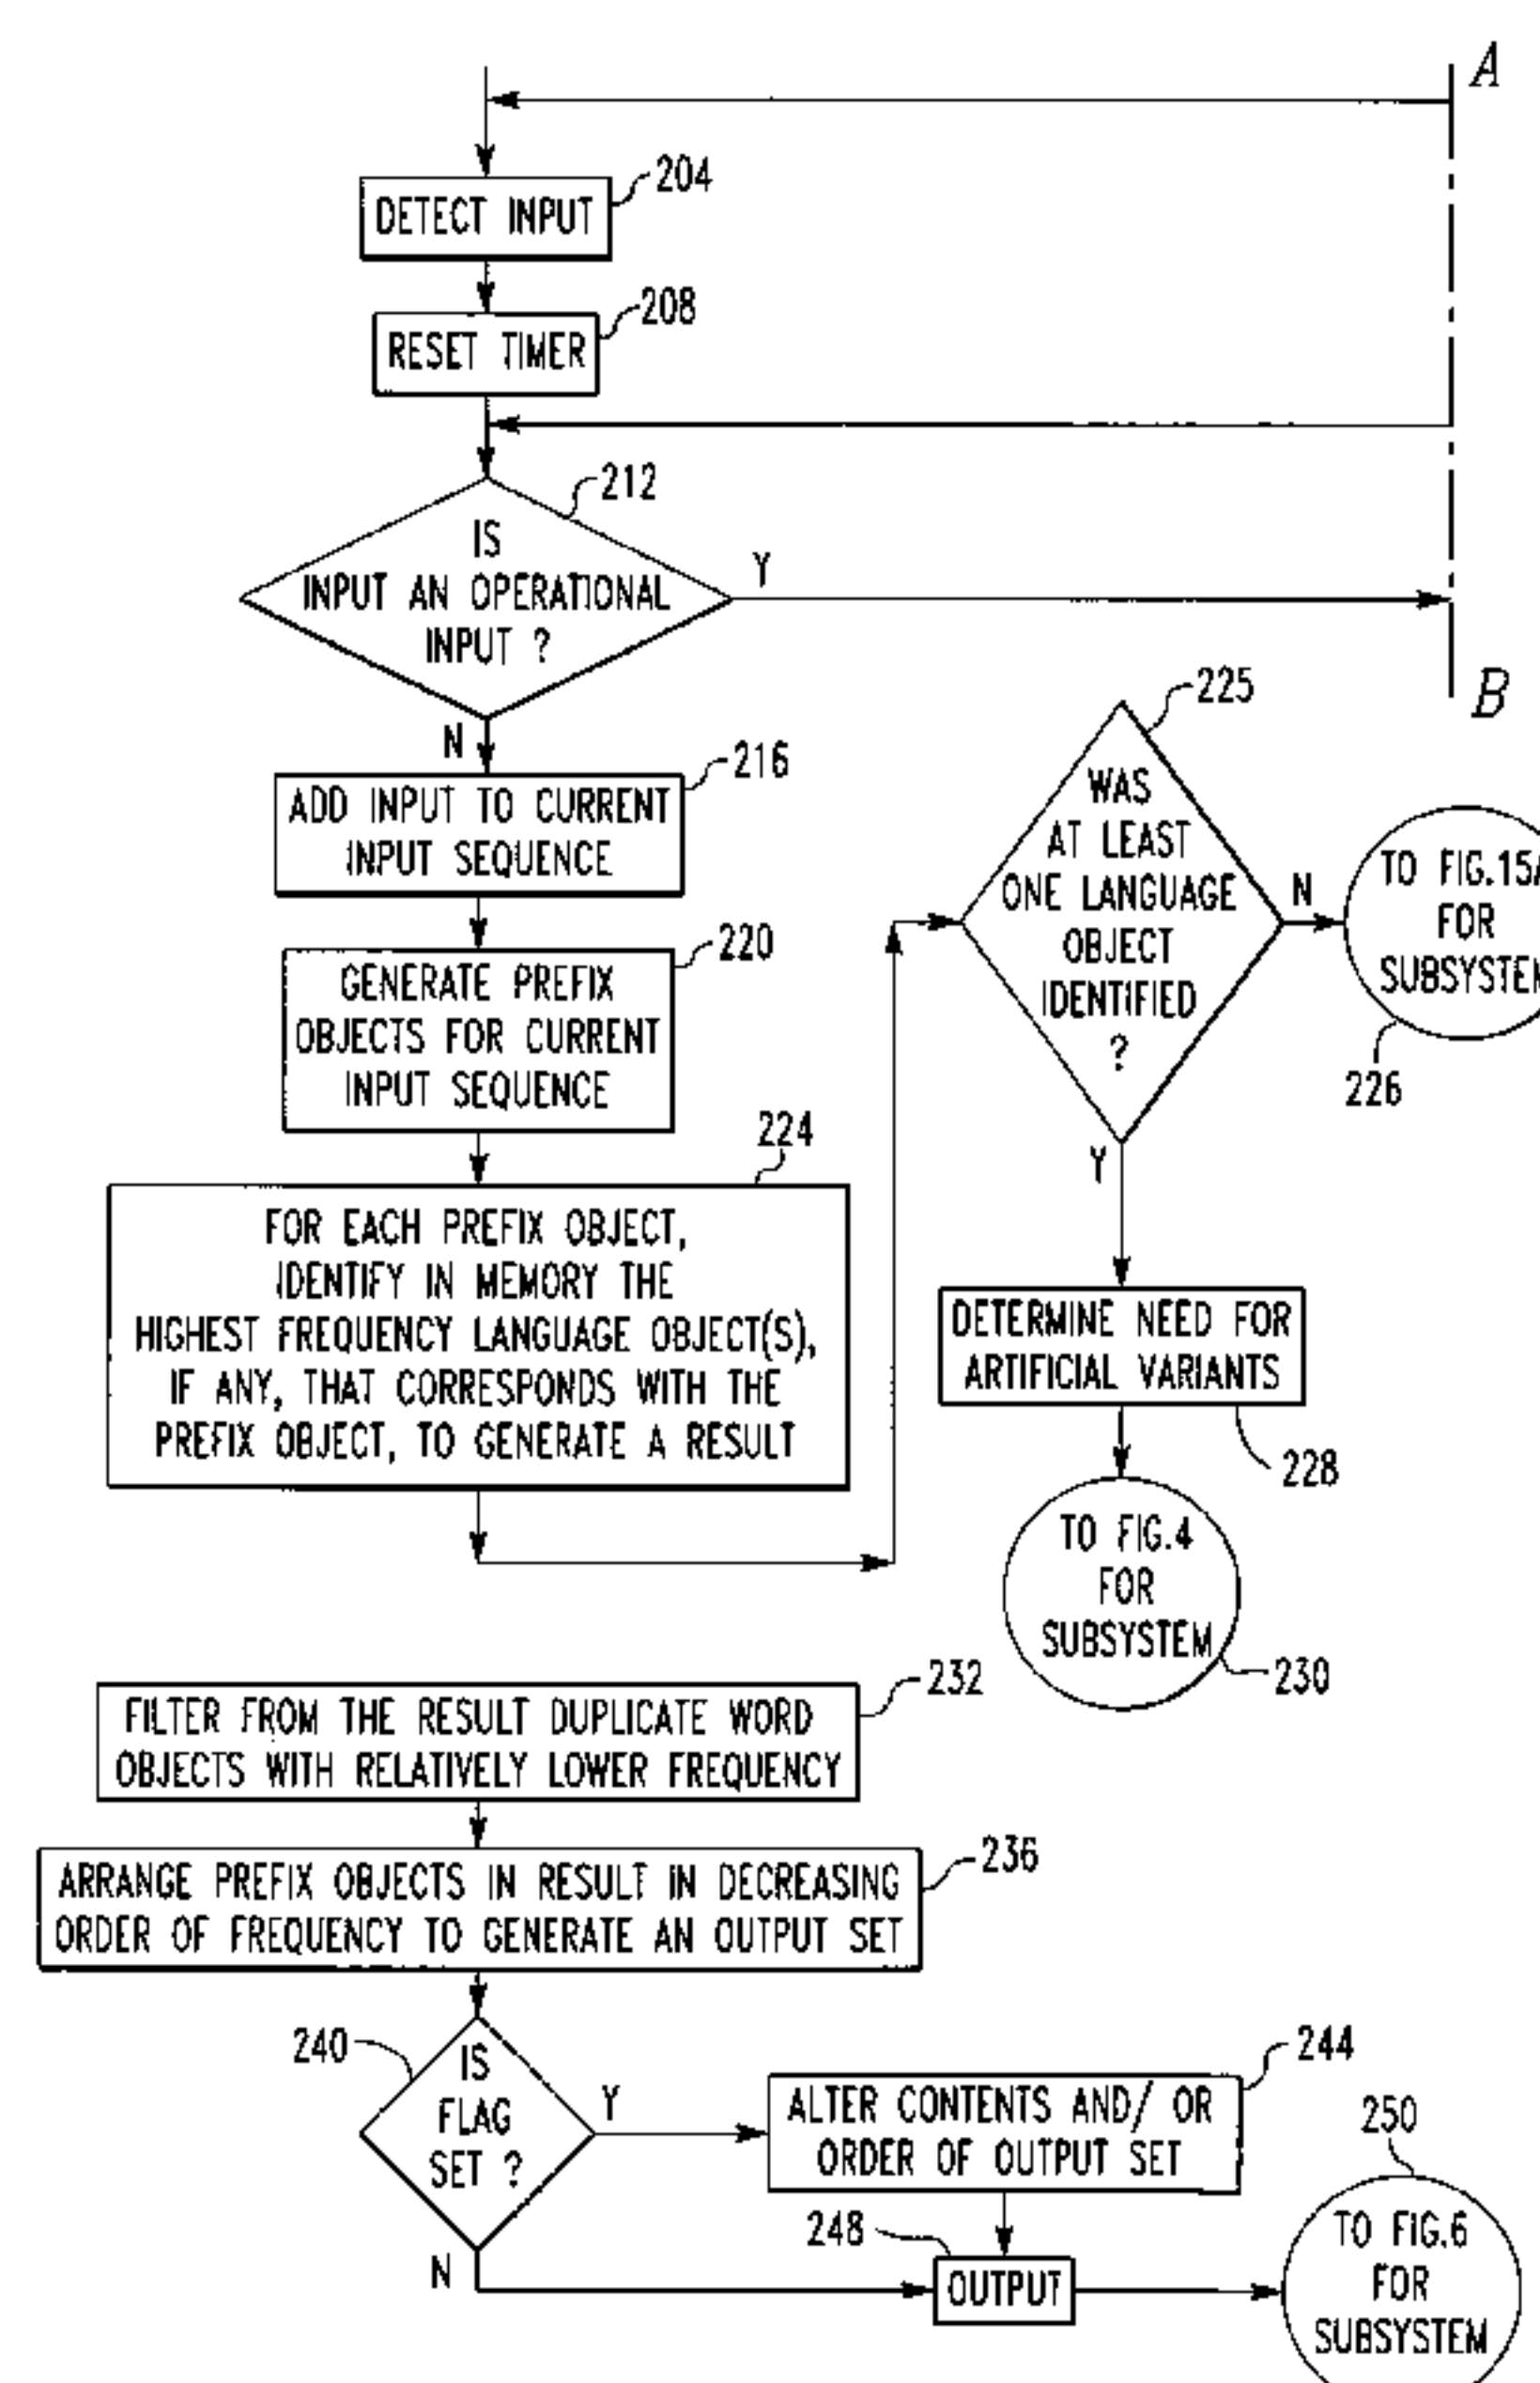 A
204
DETECT INPUT
208
RESET TIMER
212
IS
INPUT AN OPERATIONAL
INPUT ?
Y
N
B
216
ADD INPUT TO CURRENT
INPUT SEQUENCE
220
GENERATE PREFIX
OBJECTS FOR CURRENT
INPUT SEQUENCE
224
FOR EACH PREFIX OBJECT,
IDENTIFY IN MEMORY THE
HIGHEST FREQUENCY LANGUAGE OBJECT(S),
IF ANY, THAT CORRESPONDS WITH THE
PREFIX OBJECT, TO GENERATE A RESULT
225
WAS
AT LEAST
ONE LANGUAGE
OBJECT
IDENTIFIED
?
N
Y
TO FIG.15A
FOR
SUBSYSTEM
226
DETERMINE NEED FOR
ARTIFICIAL VARIANTS
228
TO FIG.4
FOR
SUBSYSTEM
230
232
FILTER FROM THE RESULT DUPLICATE WORD
OBJECTS WITH RELATIVELY LOWER FREQUENCY
236
ARRANGE PREFIX OBJECTS IN RESULT IN DECREASING
ORDER OF FREQUENCY TO GENERATE AN OUTPUT SET
240
IS
FLAG
SET ?
Y
N
244
ALTER CONTENTS AND/ OR
ORDER OF OUTPUT SET
248
OUTPUT
250
TO FIG.6
FOR
SUBSYSTEM